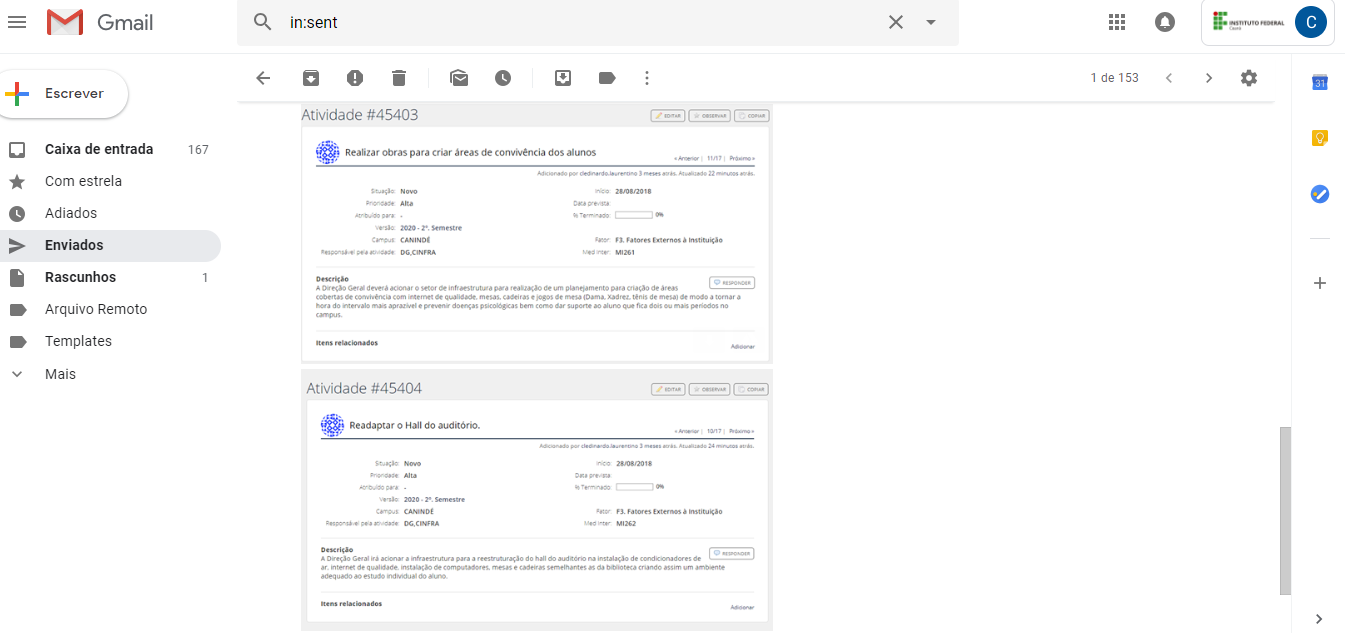 Gmail
in:sent
INSTITUTO FEDERAL
Ceará
C
Escrever
1 de 153
31
Caixa de entrada 167
Com estrela
Adiados
Enviados
Rascunhos 1
Arquivo Remoto
Templates
Mais
Atividade #45403
EDITAR OBSERVAR COPIAR
Realizar obras para criar áreas de convivência dos alunos
« Anterior | 11/17 | Próximo »
Adicionado por cledinardo.laurentino 3 meses atrás. Atualizado 22 minutos atrás.
Situação: Novo Início: 28/08/2018
Prioridade: Alta Data prevista:
Atribuído para: - % Terminado: 0%
Versão: 2020 - 2º. Semestre
Campus: CANINDÉ Fator: F3. Fatores Externos à Instituição
Responsável pela atividade: DG,CINFRA Med Inter: MI261
Descrição
RESPONDER
A Direção Geral deverá acionar o setor de infraestrutura para realização de um planejamento para criação de áreas
cobertas de convivência com internet de qualidade, mesas, cadeiras e jogos de mesa (Dama, Xadrez, tênis de mesa) de modo a tornar a
hora do intervalo mais aprazível e prevenir doenças psicológicas bem como dar suporte ao aluno que fica dois ou mais períodos no
campus.
Itens relacionados
Adicionar
Atividade #45404
EDITAR OBSERVAR COPIAR
Readaptar o Hall do auditório.
« Anterior | 10/17 | Próximo »
Adicionado por cledinardo.laurentino 3 meses atrás. Atualizado 24 minutos atrás.
Situação: Novo Início: 28/08/2018
Prioridade: Alta Data prevista:
Atribuído para: - % Terminado: 0%
Versão: 2020 - 2º. Semestre
Campus: CANINDÉ Fator: F3. Fatores Externos à Instituição
Responsável pela atividade: DG,CINFRA Med Inter: MI262
Descrição
RESPONDER
A Direção Geral irá acionar a infraestrutura para a reestruturação do hall do auditório na instalação de condicionadores de
ar, internet de qualidade, instalação de computadores, mesas e cadeiras semelhantes as da biblioteca criando assim um ambiente
adequado ao estudo individual do aluno.
Itens relacionados
Adicionar